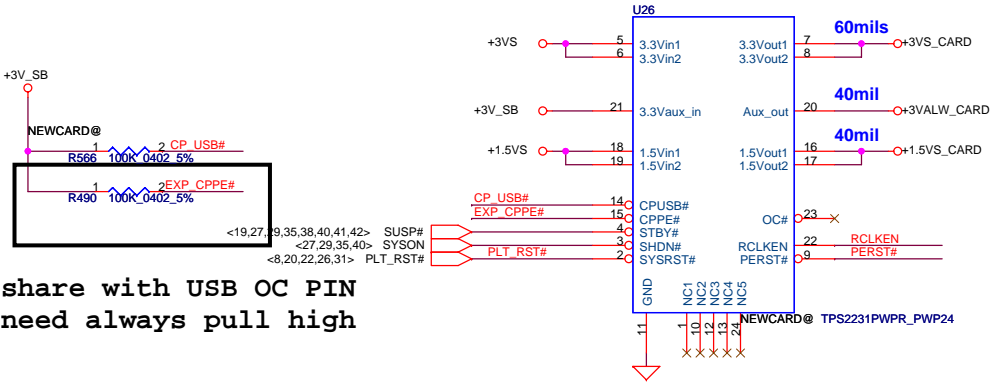 U26
+3VS 5 3.3Vin1 3.3Vout1 7 60mils +3VS_CARD
6 3.3Vin2 3.3Vout2 8
+3V_SB
+3V_SB 21 3.3Vaux_in Aux_out 20 40mil +3VALW_CARD
NEWCARD@
1 2 CP_USB#
R566 100K_0402_5%
+1.5VS 18 1.5Vin1 1.5Vout1 16 40mil +1.5VS_CARD
19 1.5Vin2 1.5Vout2 17
1 2 EXP_CPPE#
R490 100K_0402_5%
CP_USB# 14 CPUSB#
EXP_CPPE# 15 CPPE# OC# 23
<19,27,29,35,38,40,41,42> SUSP# 4 STBY#
<27,29,35,40> SYSON 3 SHDN# RCLKEN 22 RCLKEN
<8,20,22,26,31> PLT_RST# PLT_RST# 2 SYSRST# PERST# 9 PERST#
share with USB OC PIN
need always pull high
GND NC1 NC2 NC3 NC4 NC5
11 1 10 12 13 24
NEWCARD@ TPS2231PWPR_PWP24